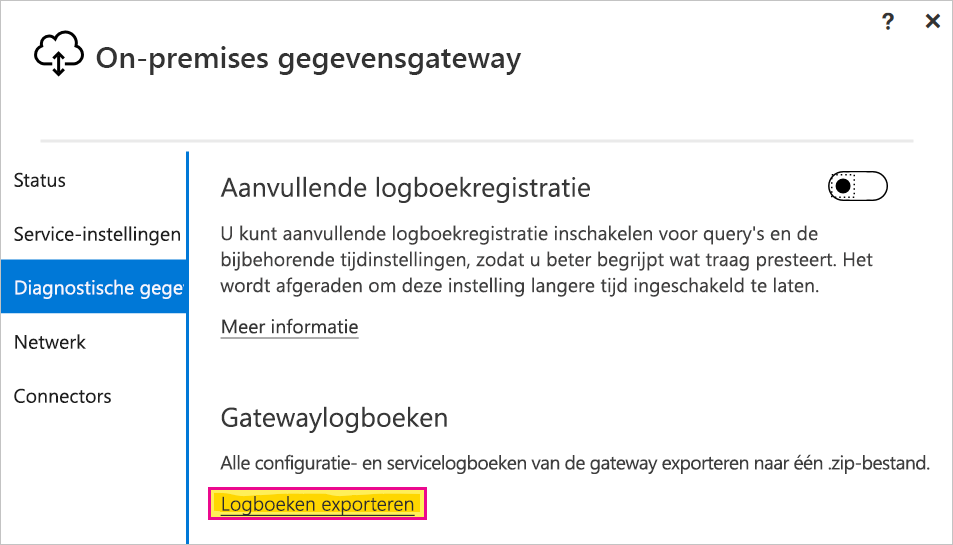 ?
On-premises gegevensgateway
Status
Service-instellingen
Diagnostische gege
Netwerk
Connectors
Aanvullende logboekregistratie
U kunt aanvullende logboekregistratie inschakelen voor query's en de
bijbehorende tijdinstellingen, zodat u beter begrijpt wat traag presteert. Het
wordt afgeraden om deze instelling langere tijd ingeschakeld te laten.
Meer informatie
Gatewaylogboeken
Alle configuratie- en servicelogboeken van de gateway exporteren naar één .zip-bestand.
Logboeken exporteren